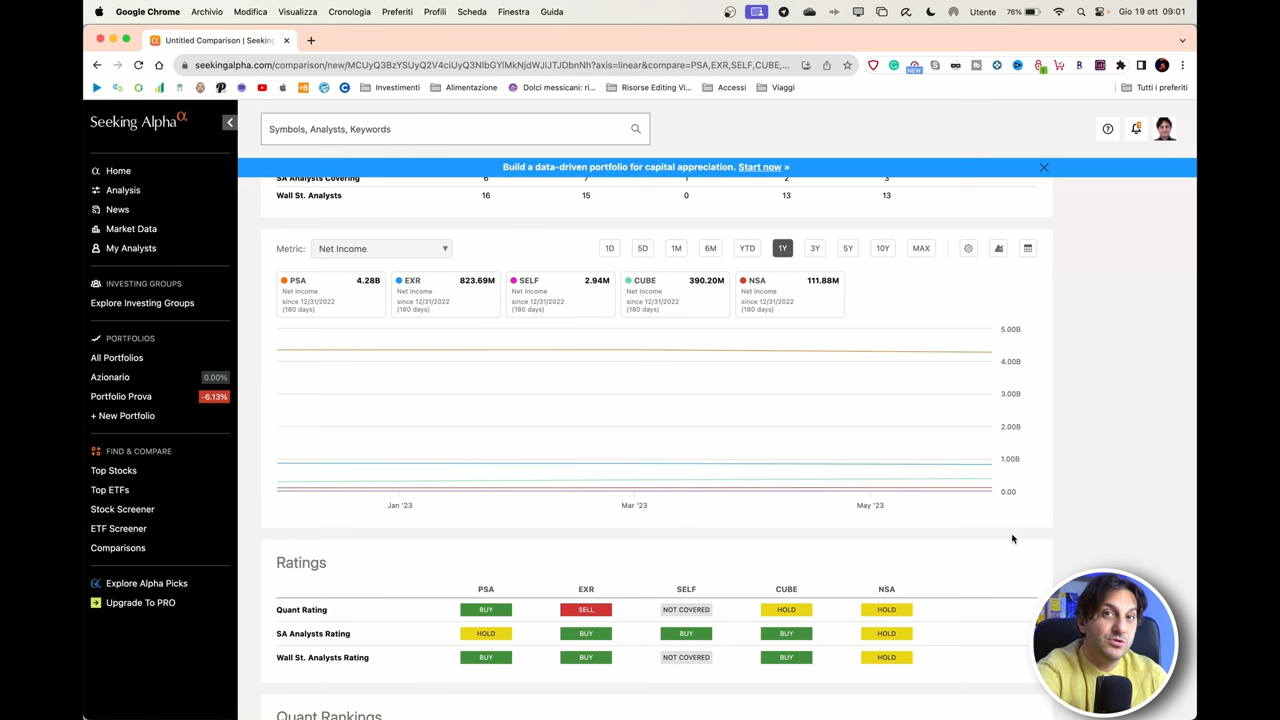 Google Chrome Archivio Modifica Visualizza Cronologia Preferiti Profili Scheda Finestra Guida Utente 76% Gio 19 ott 09:01
Untitled Comparison | Seeking
seekingalpha.com/comparison/new/MCUyQ3BzYSUyQ2V4ciUyQ3NlbGYlMkNjdWJlJTJDbnNh?axis=linear&compare=PSA,EXR,SELF,CUBE,...
NEW
Investimenti Alimentazione Dolci messicani: ri... Risorse Editing Vi... Accessi Viaggi Tutti i preferiti
Seeking Alphaα
Symbols, Analysts, Keywords
Build a data-driven portfolio for capital appreciation. Start now »
Home
Analysis
News
Market Data
My Analysts
INVESTING GROUPS
Explore Investing Groups
PORTFOLIOS
All Portfolios
Azionario 0.00%
Portfolio Prova -6.13%
+ New Portfolio
FIND & COMPARE
Top Stocks
Top ETFs
Stock Screener
ETF Screener
Comparisons
Explore Alpha Picks
Upgrade To PRO
SA Analysts Covering 6 7 1 2 3
Wall St. Analysts 16 15 0 13 13
Metric: Net Income 1D 5D 1M 6M YTD 1Y 3Y 5Y 10Y MAX
PSA 4.28B EXR 823.69M SELF 2.94M CUBE 390.20M NSA 111.88M
Net Income Net Income Net Income Net Income Net Income
since 12/31/2022 since 12/31/2022 since 12/31/2022 since 12/31/2022 since 12/31/2022
(180 days) (180 days) (180 days) (180 days) (180 days)
5.00B
4.00B
3.00B
2.00B
1.00B
0.00
Jan '23 Mar '23 May '23
Ratings
PSA EXR SELF CUBE NSA
Quant Rating BUY SELL NOT COVERED HOLD HOLD
SA Analysts Rating HOLD BUY BUY BUY HOLD
Wall St. Analysts Rating BUY BUY NOT COVERED BUY HOLD
Quant Rankings